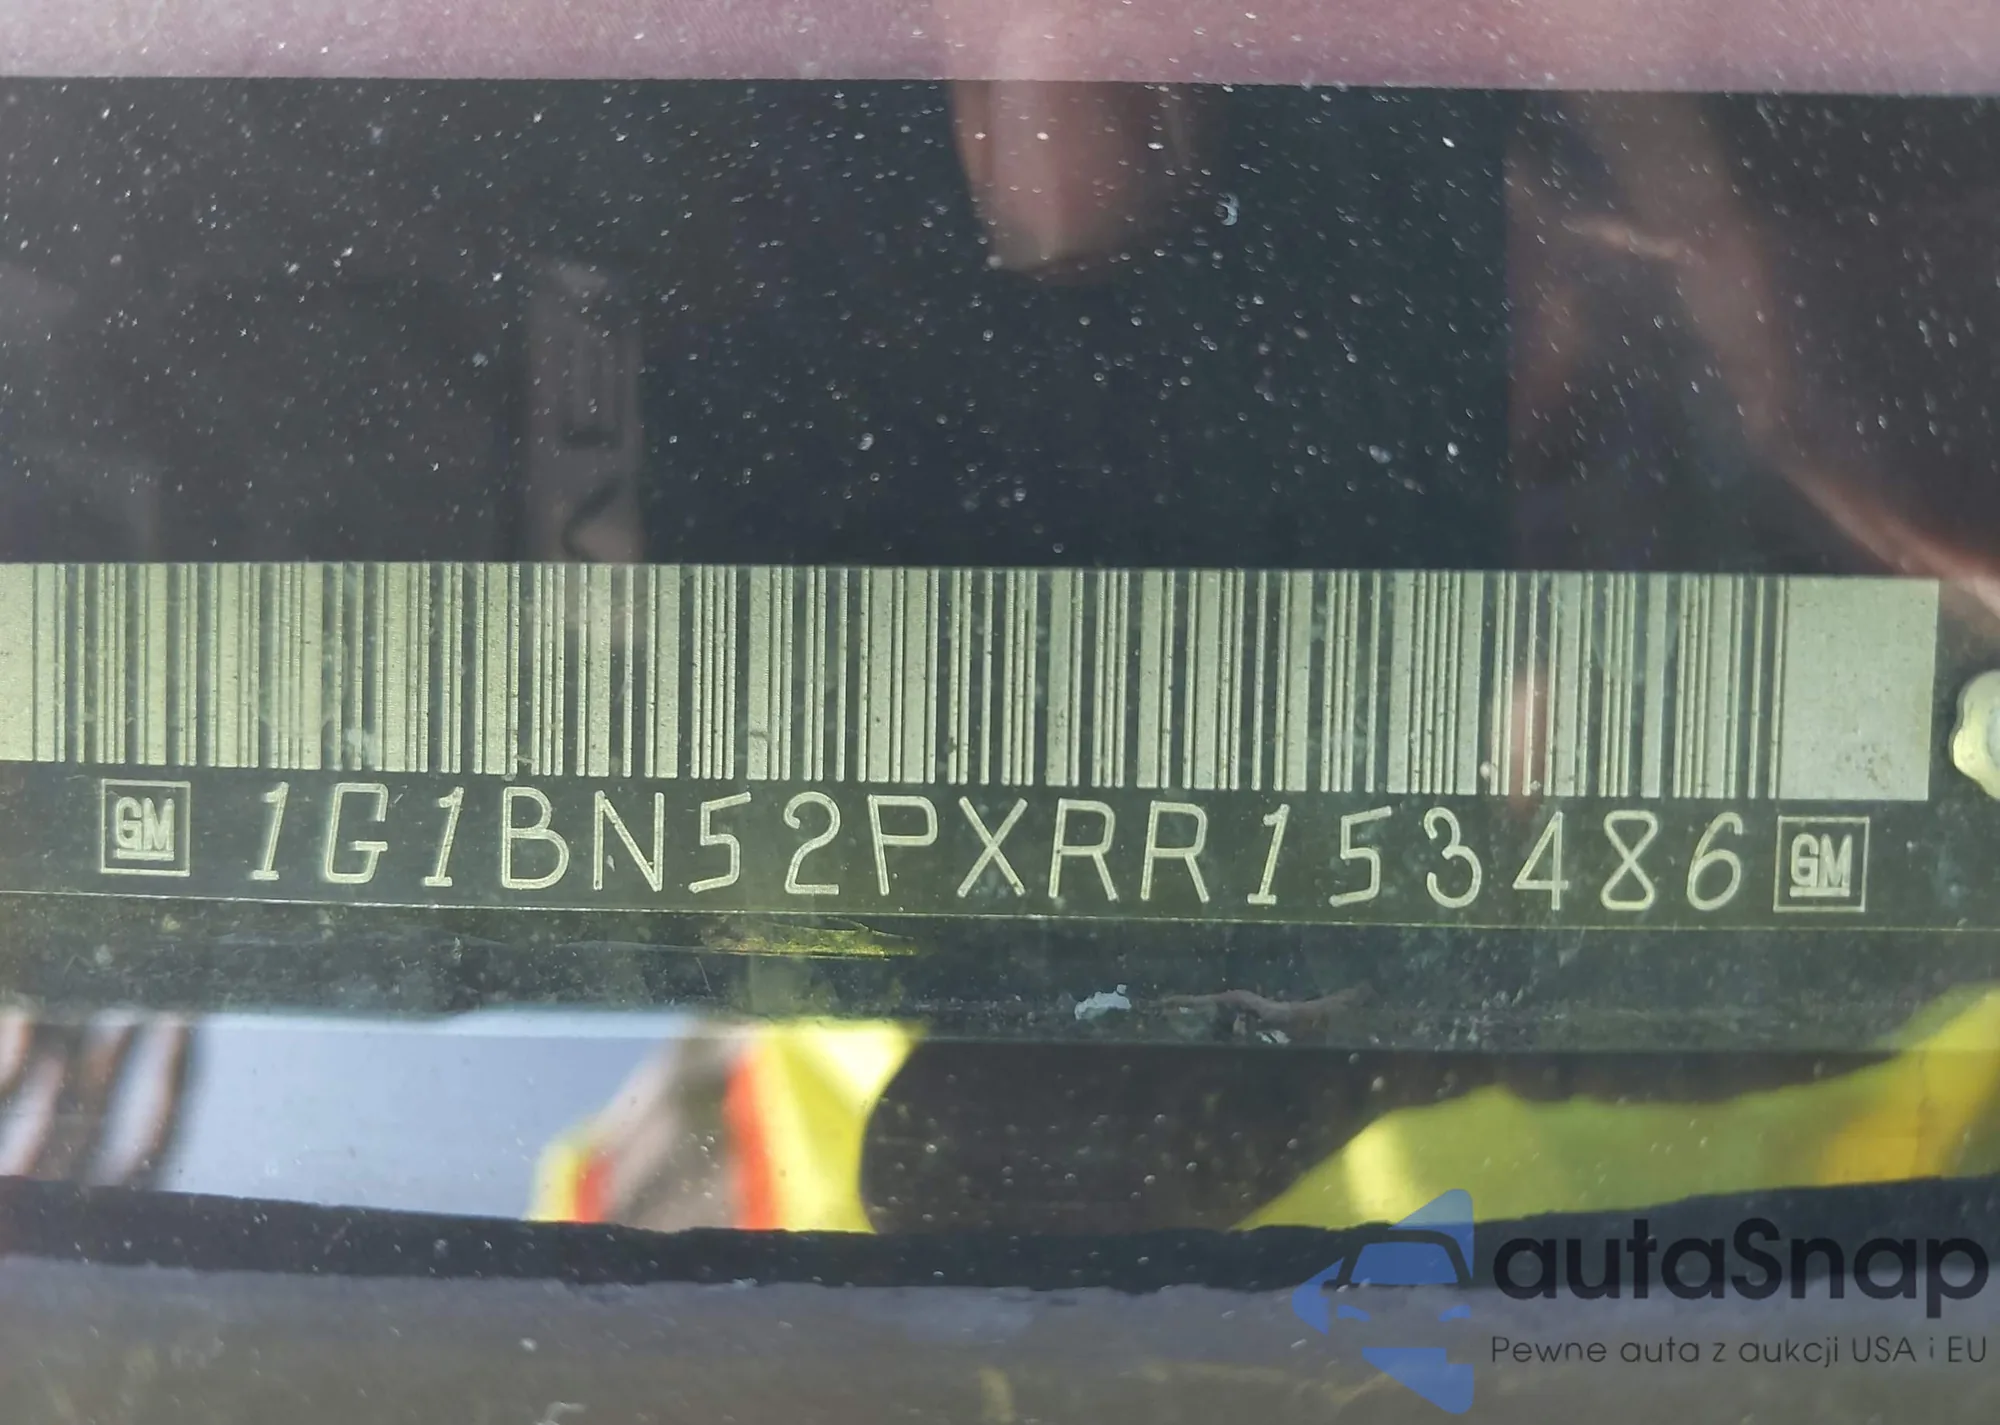 GM 1G1BN52PXRR153486 GM
autaSnap
Pewne auta z aukcji USA i EU